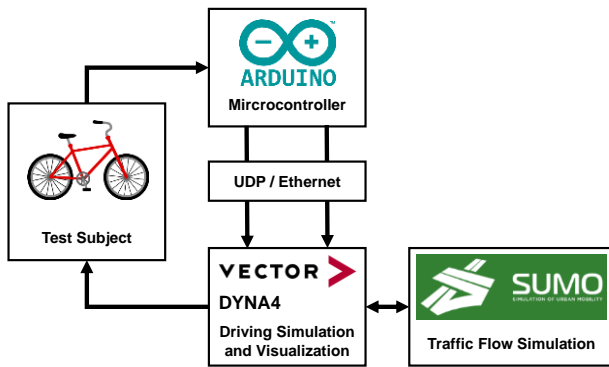 ARDUINO
Mircrocontroller
UDP / Ethernet
Test Subject
VECTOR
DYNA4
Driving Simulation
and Visualization
SUMO
SIMULATION OF URBAN MOBILITY
Traffic Flow Simulation